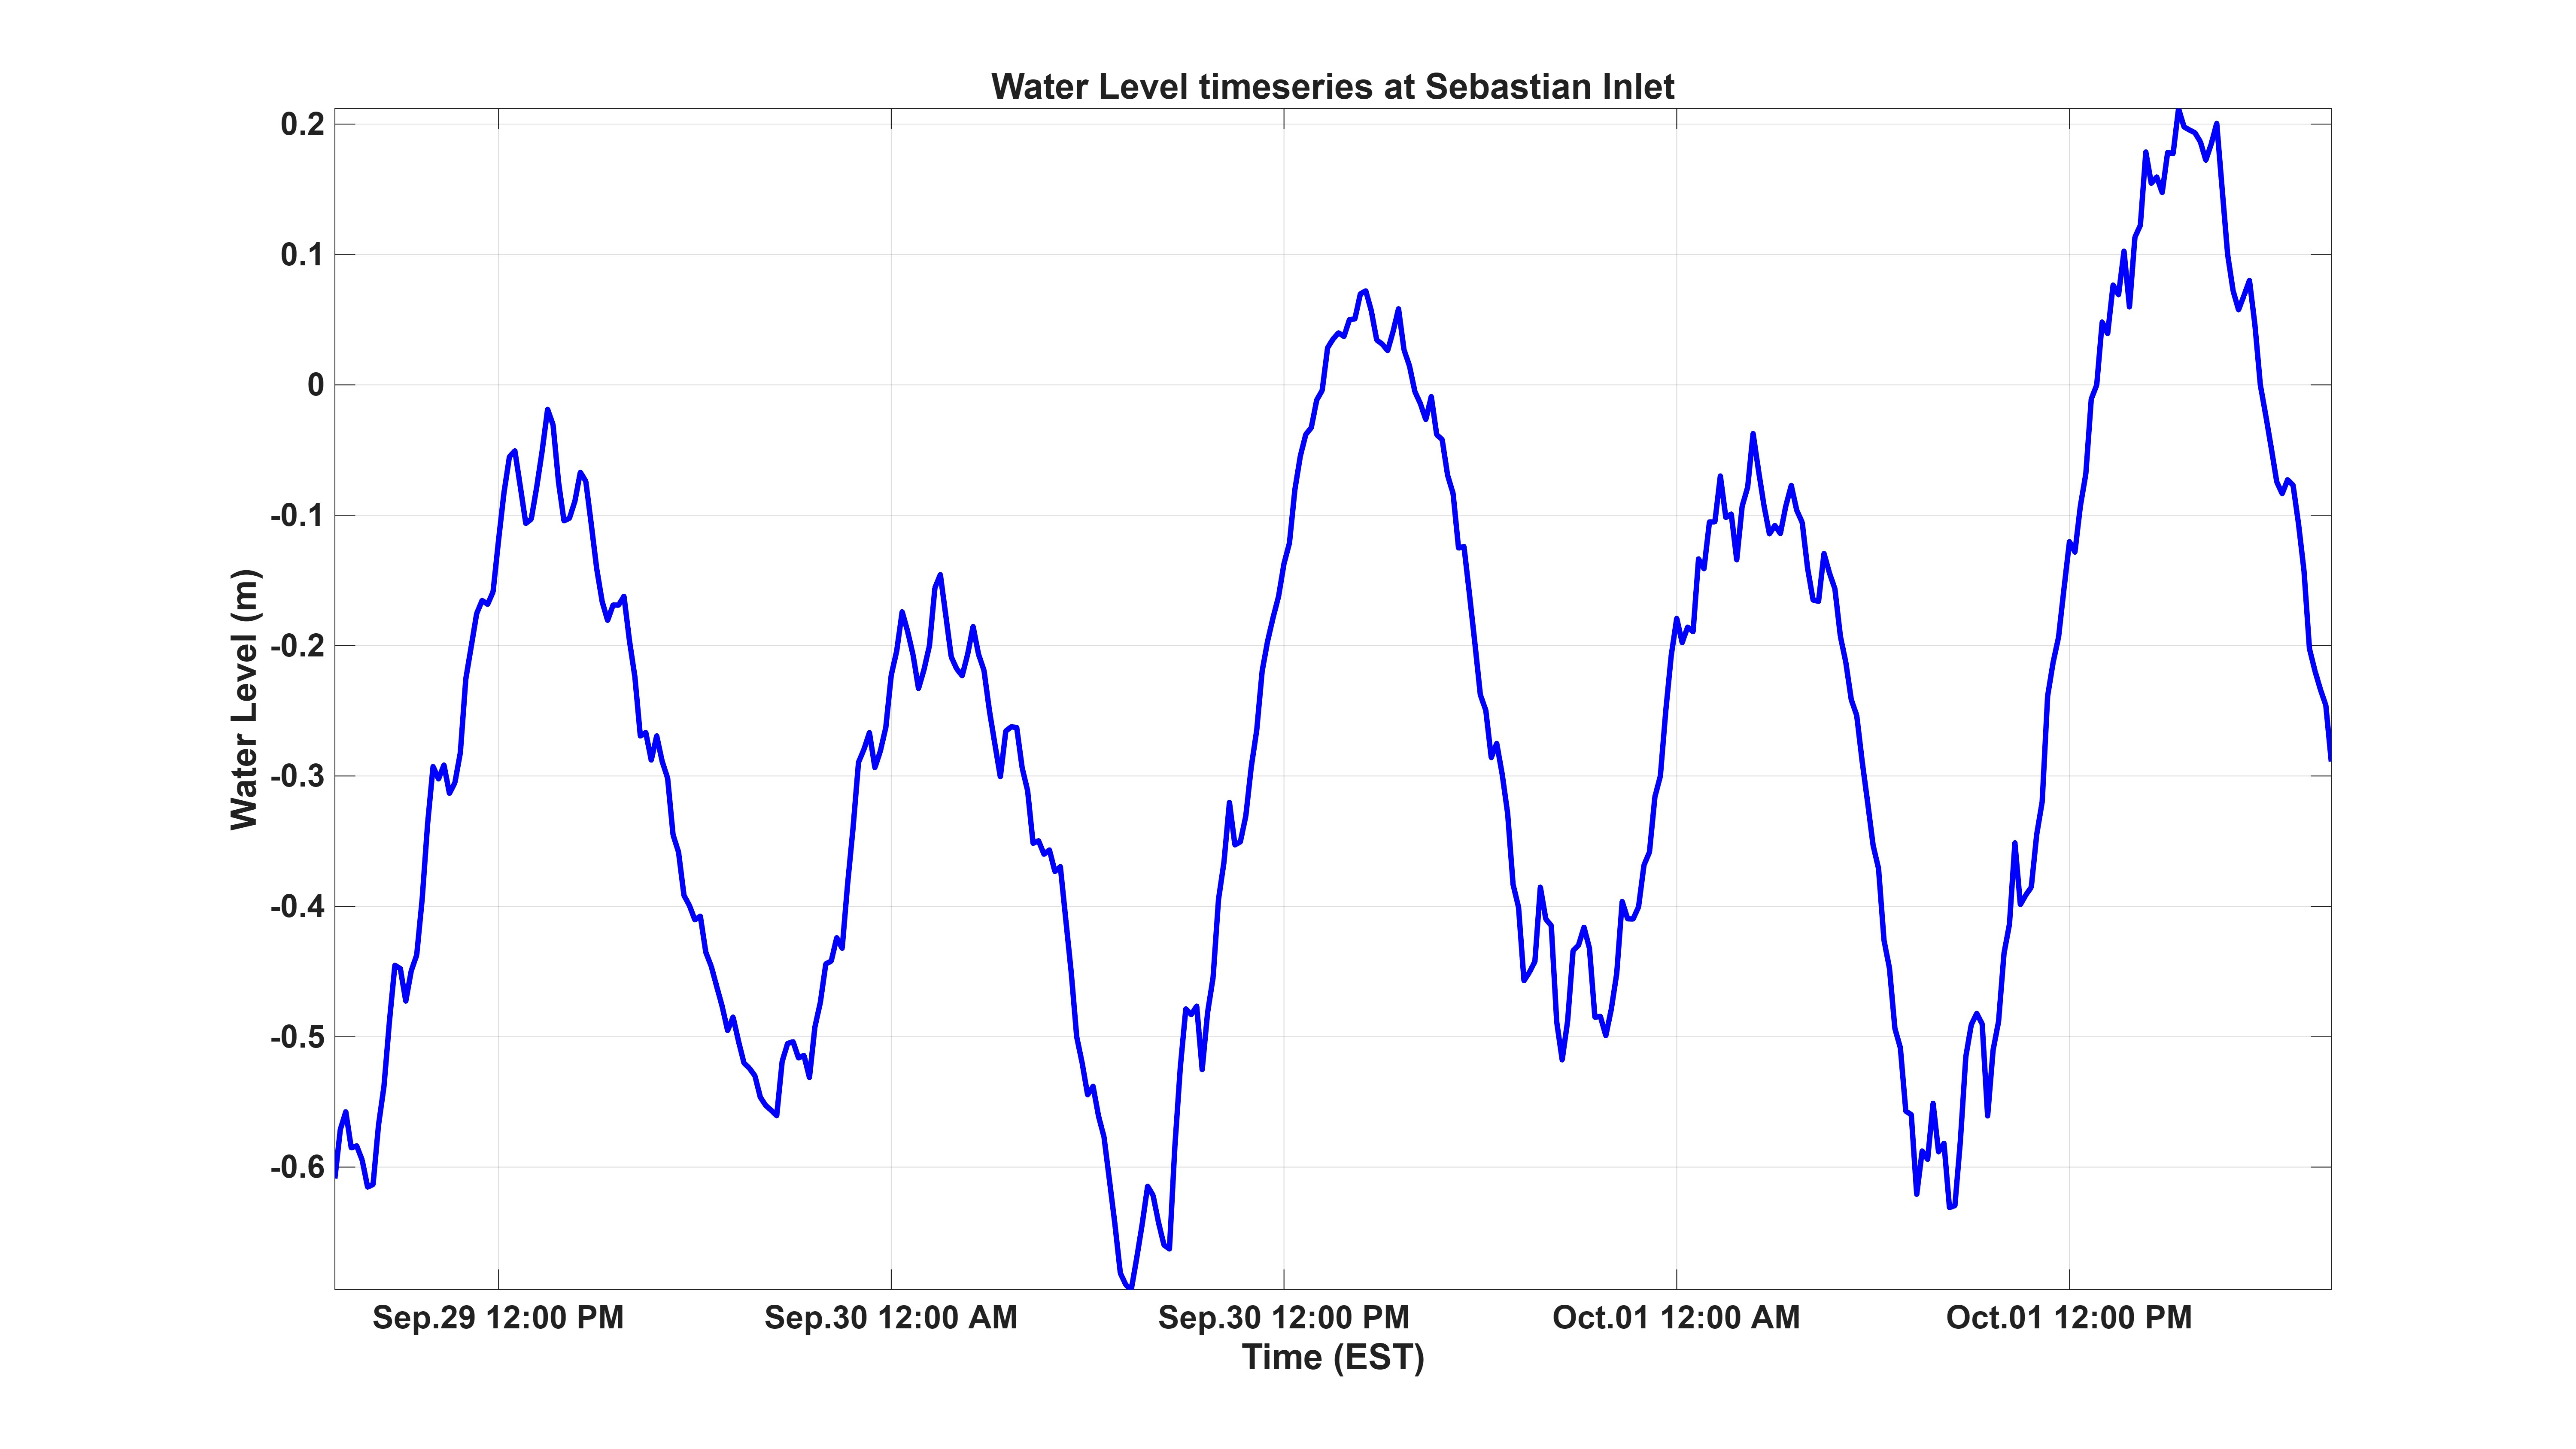 Water Level timeseries at Sebastian Inlet
0.2
0.1
0
-0.1
-0.2
-0.3
-0.4
-0.5
-0.6
Water Level (m)
Sep.29 12:00 PM
Sep.30 12:00 AM
Sep.30 12:00 PM
Oct.01 12:00 AM
Oct.01 12:00 PM
Time (EST)